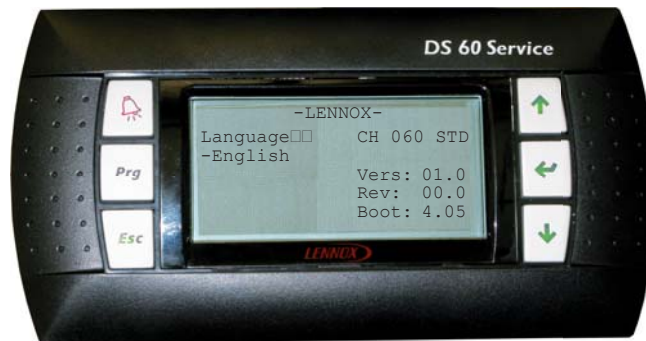 DS 60 Service
-LENNOX-
Language□□ CH 060 STD
-English
Vers: 01.0
Rev: 00.0
Boot: 4.05
Prg
Esc
LENNOX